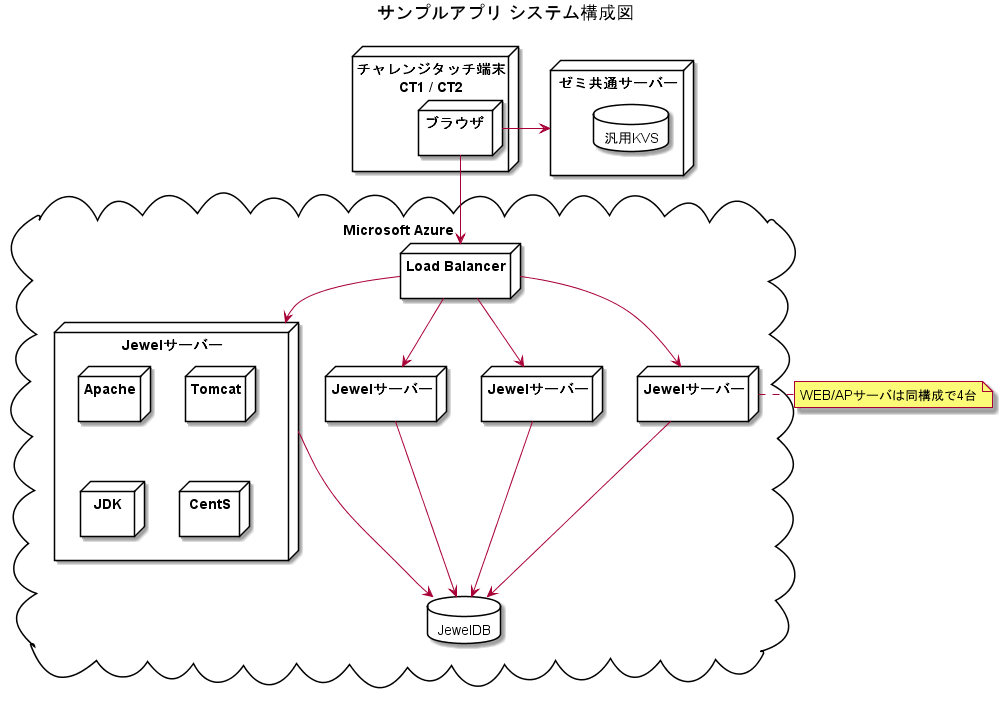 サンプルアプリ システム構成図
チャレンジタッチ端末
CT1 / CT2
ブラウザ
ゼミ共通サーバー
汎用KVS
Microsoft Azure
Load Balancer
Jewelサーバー
Apache
Tomcat
JDK
CentS
Jewelサーバー
Jewelサーバー
Jewelサーバー
WEB/APサーバは同構成で4台
JewelDB